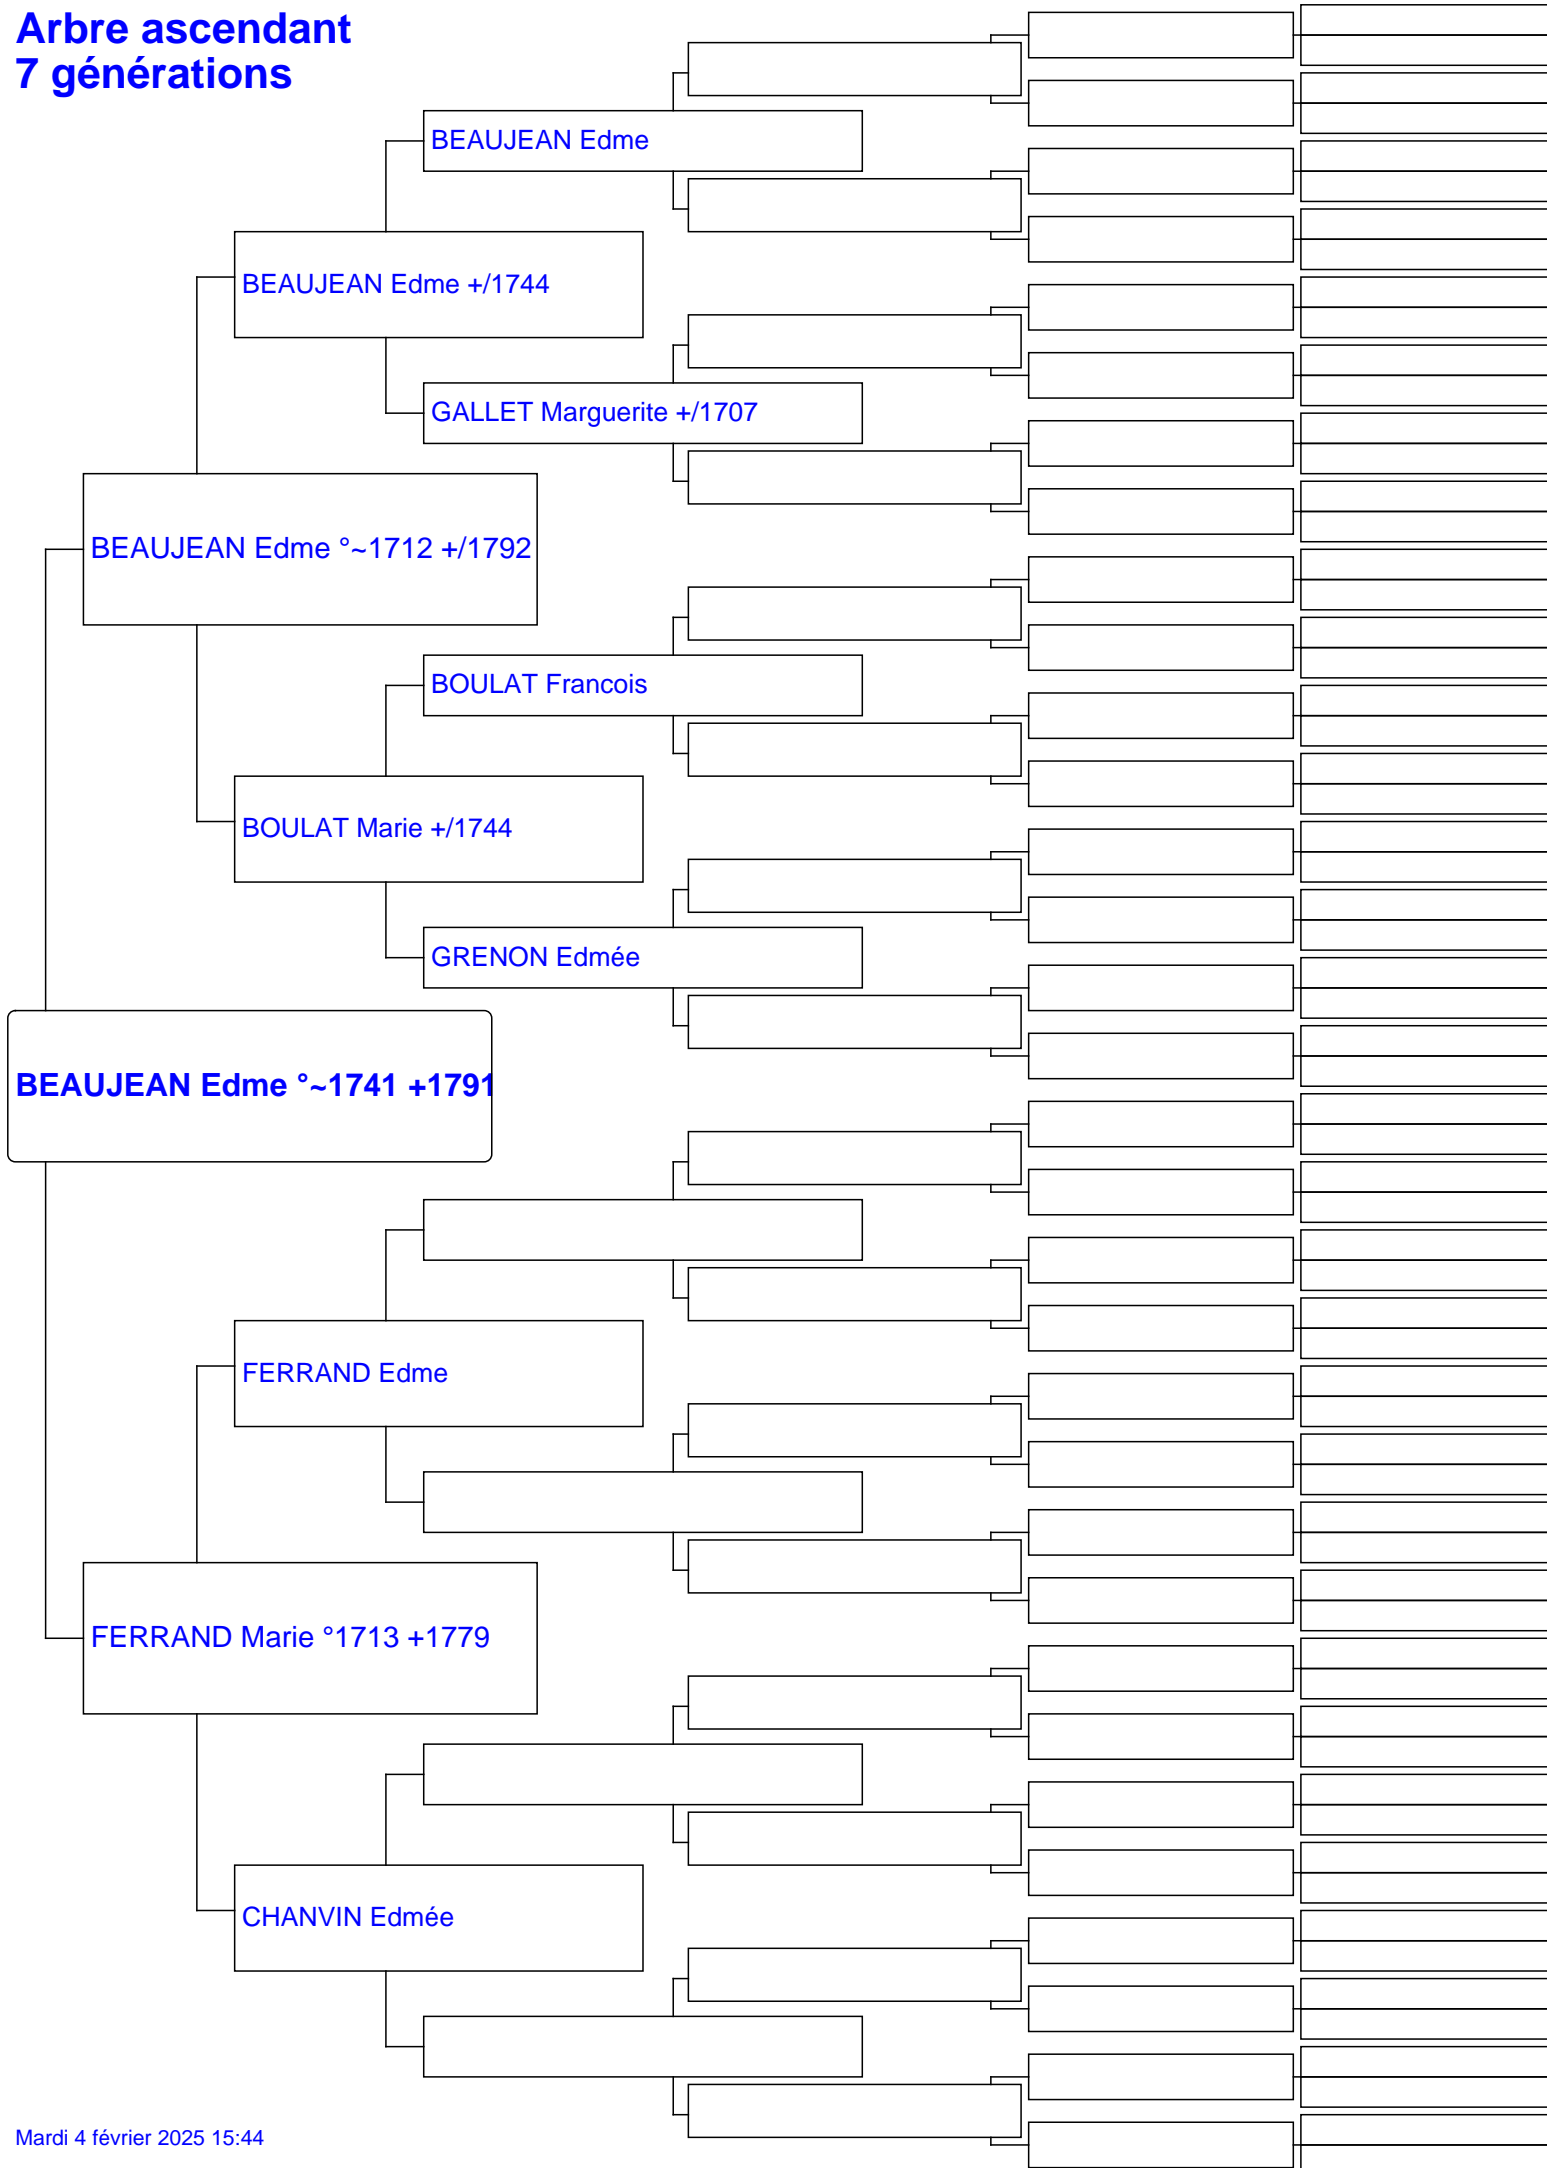 Arbre ascendant
7 générations
BEAUJEAN Edme
BEAUJEAN Edme +/1744
GALLET Marguerite +/1707
BEAUJEAN Edme °~1712 +/1792
BOULAT Francois
BOULAT Marie +/1744
GRENON Edmée
BEAUJEAN Edme °~1741 +1791
FERRAND Edme
FERRAND Marie °1713 +1779
CHANVIN Edmée
Mardi 4 février 2025 15:44